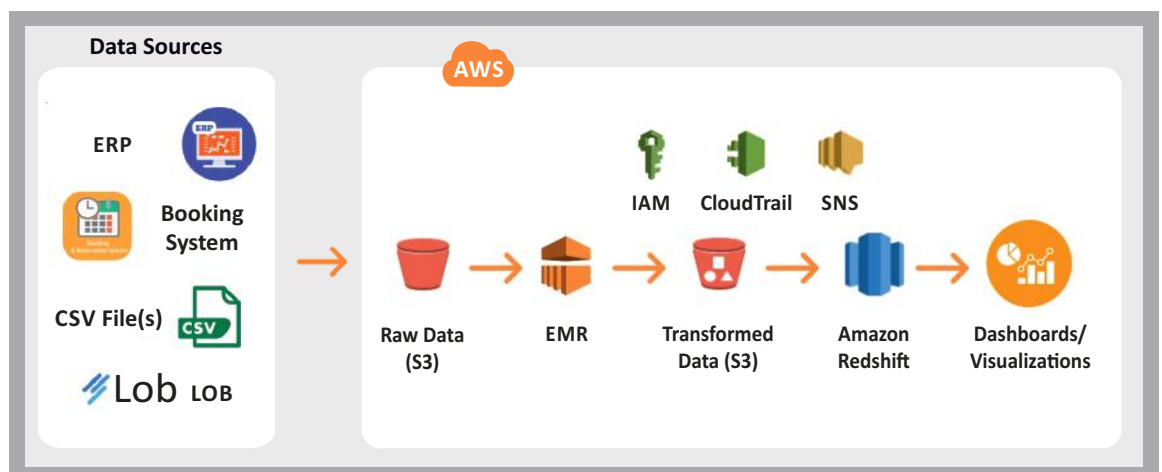 Data Sources
AWS
ERP
ERP
Booking
System
CSV File(s)
CSV
Lob LOB
IAM
CloudTrail
SNS
Raw Data
(S3)
EMR
Transformed
Data (S3)
Amazon
Redshift
Dashboards/
Visualizations